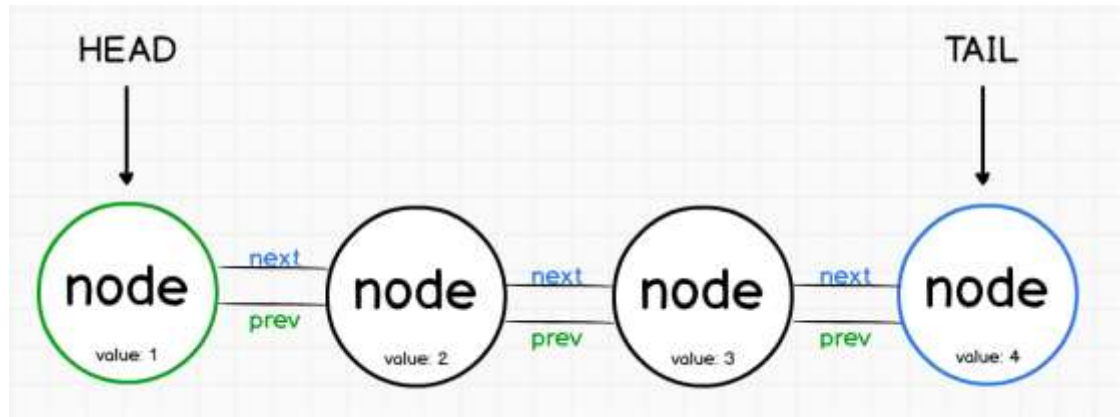 HEAD
TAIL
next
next
next
node
node
node
node
prev
prev
prev
value: 1
value: 2
value: 3
value: 4